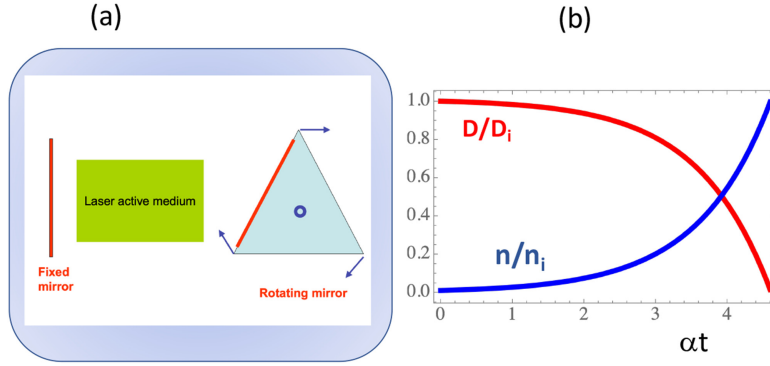 (a)
Laser active medium
Fixed
mirror
Rotating mirror
(b)
1.0
0.8
0.6
0.4
0.2
0.0
D/Dᵢ
n/nᵢ
0 1 2 3 4
αt